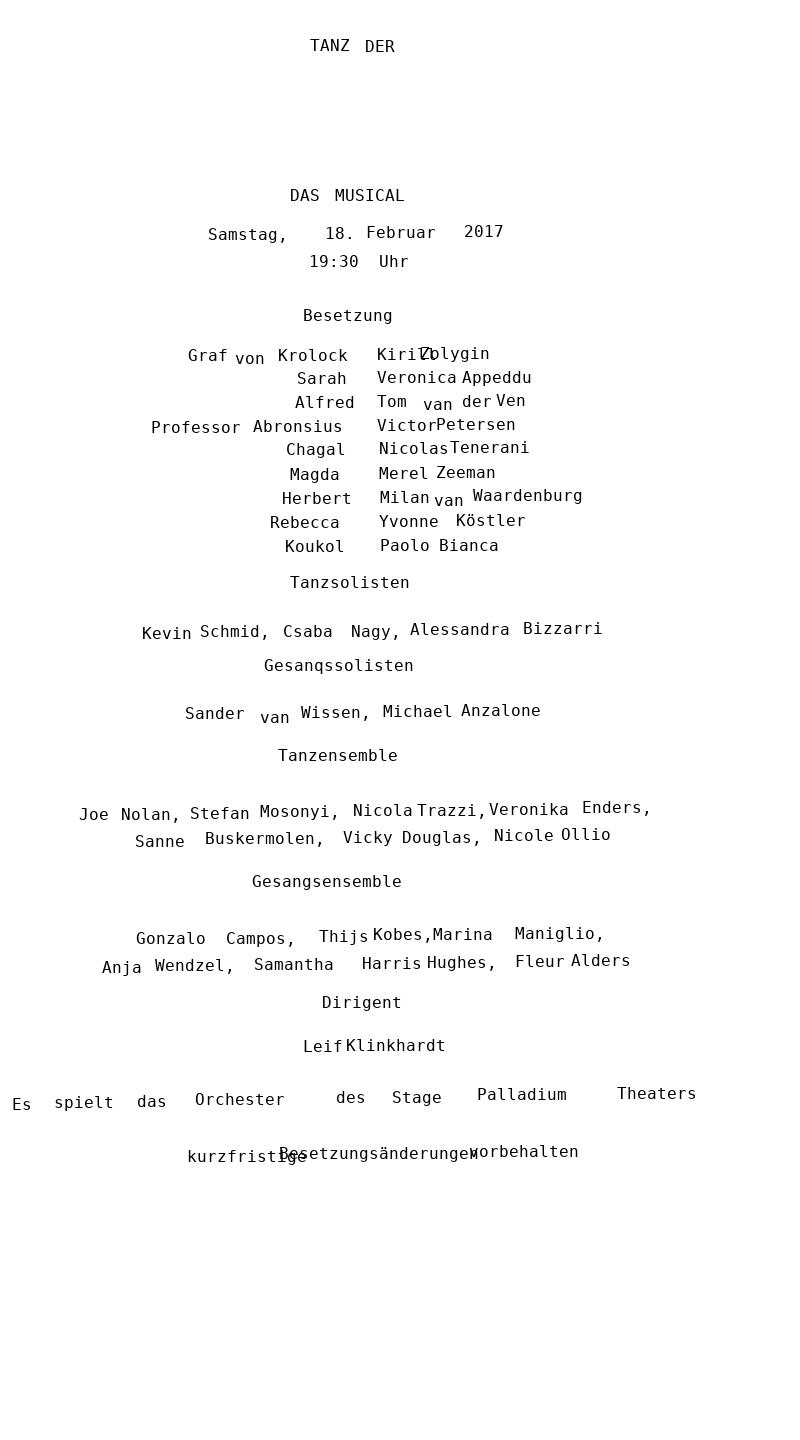 TANZ DER
DAS MUSICAL
Samstag, 18. Februar 2017
19:30 Uhr
Besetzung
Graf von Krolock Kirill Zolygin
Sarah Veronica Appeddu
Alfred Tom van der Ven
Professor Abronsius Victor Petersen
Chagal Nicolas Tenerani
Magda Merel Zeeman
Herbert Milan van Waardenburg
Rebecca Yvonne Köstler
Koukol Paolo Bianca
Tanzsolisten
Kevin Schmid, Csaba Nagy, Alessandra Bizzarri
Gesanqssolisten
Sander van Wissen, Michael Anzalone
Tanzensemble
Joe Nolan, Stefan Mosonyi, Nicola Trazzi, Veronika Enders,
Sanne Buskermolen, Vicky Douglas, Nicole Ollio
Gesangsensemble
Gonzalo Campos, Thijs Kobes, Marina Maniglio,
Anja Wendzel, Samantha Harris Hughes, Fleur Alders
Dirigent
Leif Klinkhardt
Es spielt das Orchester des Stage Palladium Theaters
kurzfristige Besetzungsänderungen vorbehalten